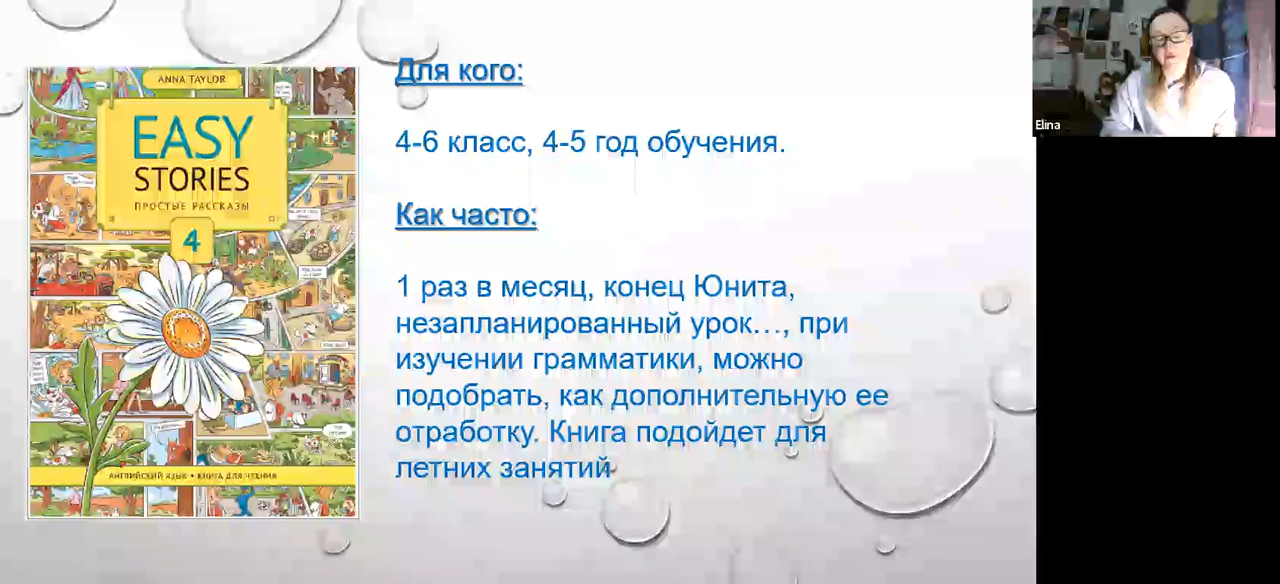 ANNA TAYLOR
EASY
STORIES
ПРОСТЫЕ РАССКАЗЫ
4
АНГЛИЙСКИЙ ЯЗЫК • КНИГА ДЛЯ ЧТЕНИЯ
Для кого:
4-6 класс, 4-5 год обучения.
Как часто:
1 раз в месяц, конец Юнита,
незапланированный урок…, при
изучении грамматики, можно
подобрать, как дополнительную ее
отработку. Книга подойдет для
летних занятий
Elina